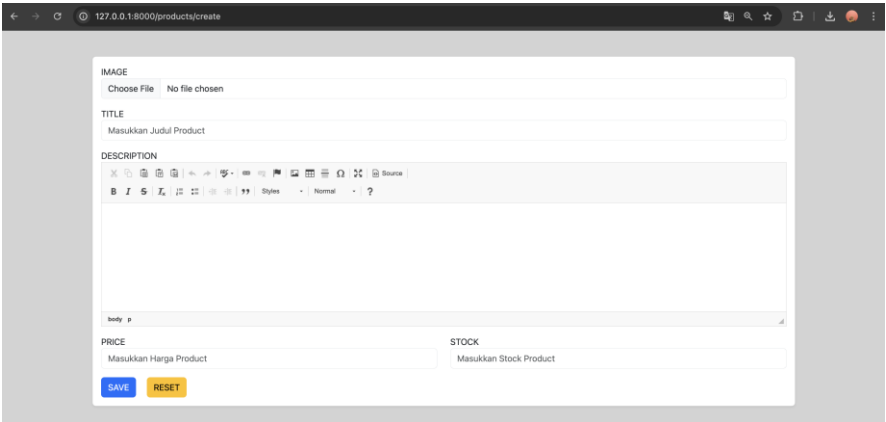 127.0.0.1:8000/products/create
IMAGE
Choose File No file chosen
TITLE
Masukkan Judul Product
DESCRIPTION
Source
B I S Tx Styles Normal ?
body p
PRICE STOCK
Masukkan Harga Product Masukkan Stock Product
SAVE RESET